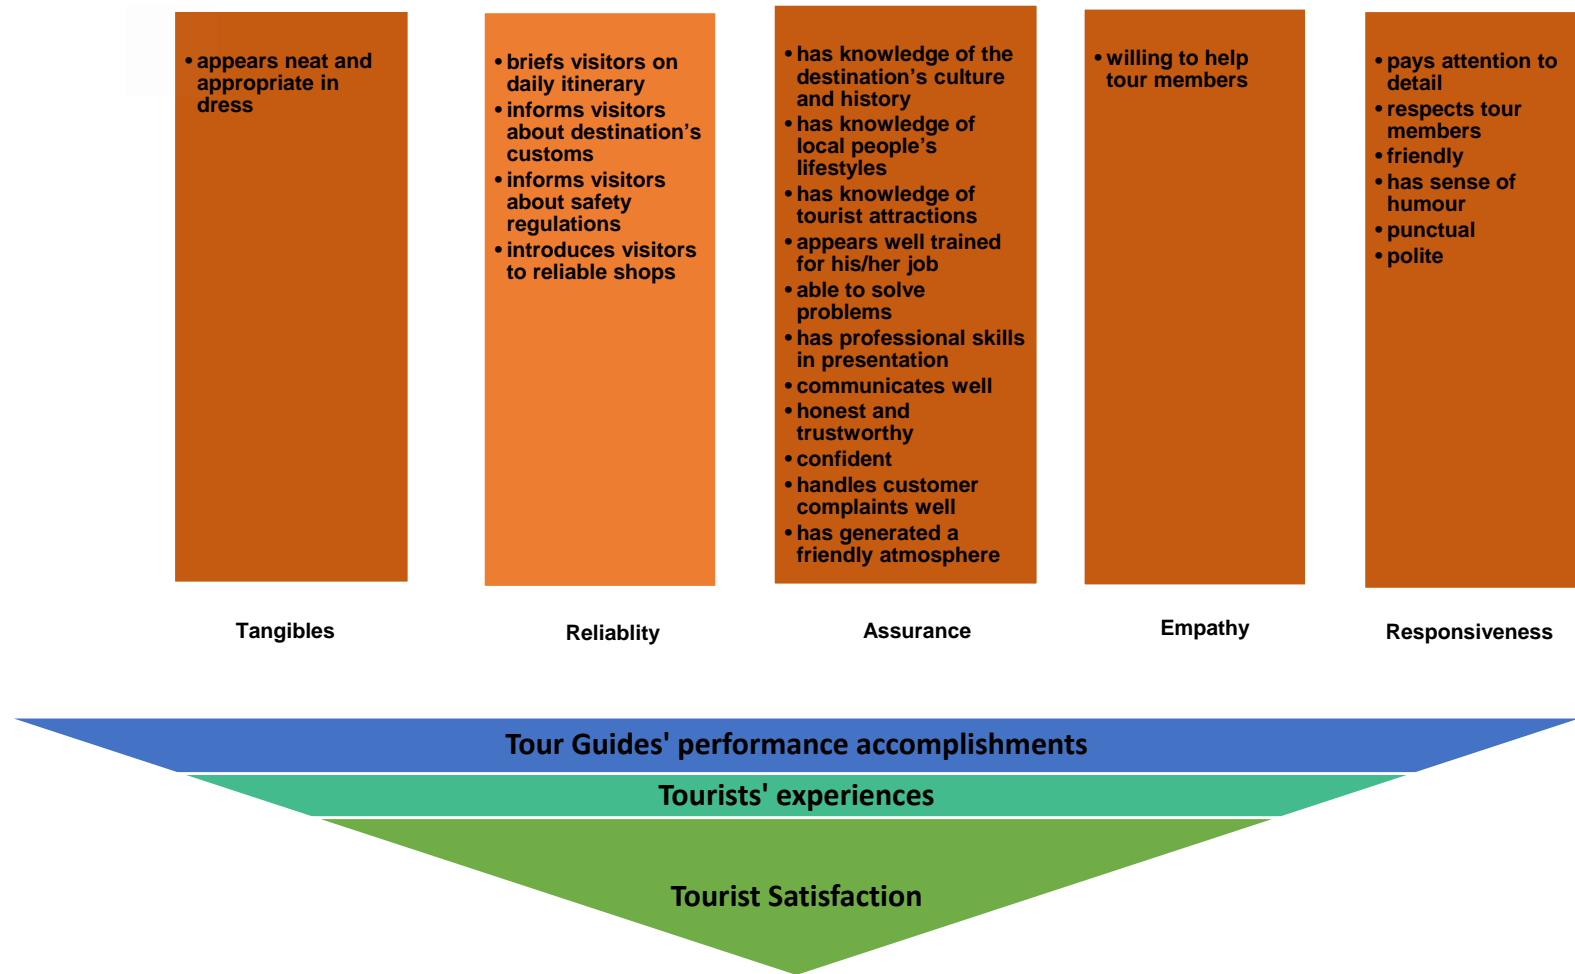 • appears neat and
appropriate in
dress
• briefs visitors on
daily itinerary
• informs visitors
about destination’s
customs
• informs visitors
about safety
regulations
• introduces visitors
to reliable shops
• has knowledge of the
destination’s culture
and history
• has knowledge of
local people’s
lifestyles
• has knowledge of
tourist attractions
• appears well trained
for his/her job
• able to solve
problems
• has professional skills
in presentation
• communicates well
• honest and
trustworthy
• confident
• handles customer
complaints well
• has generated a
friendly atmosphere
• willing to help
tour members
• pays attention to
detail
• respects tour
members
• friendly
• has sense of
humour
• punctual
• polite
Tangibles
Reliablity
Assurance
Empathy
Responsiveness
Tour Guides' performance accomplishments
Tourists' experiences
Tourist Satisfaction